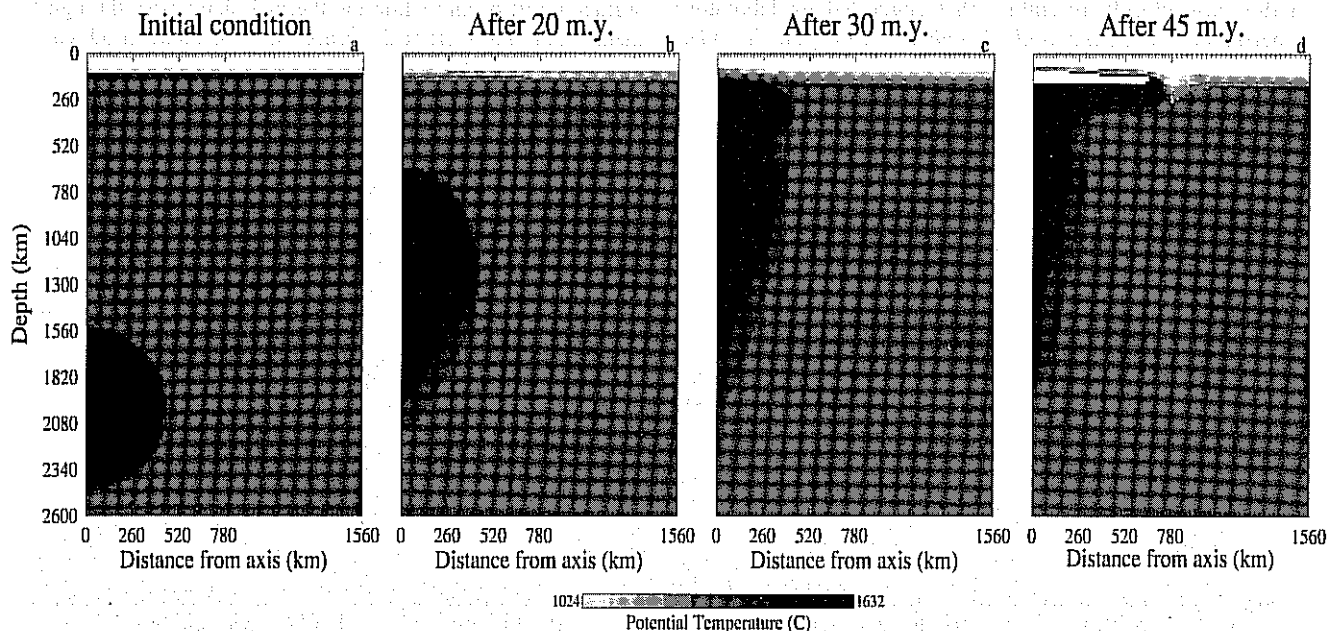 Initial condition
After 20 m.y.
After 30 m.y.
After 45 m.y.
a
b
c
d
0
260
520
780
1040
1300
1560
1820
2080
2340
2600
Depth (km)
0 260 520 780 1560
0 260 520 780 1560
0 260 520 780 1560
0 260 520 780 1560
Distance from axis (km)
Distance from axis (km)
Distance from axis (km)
Distance from axis (km)
1024 1632
Potential Temperature (C)